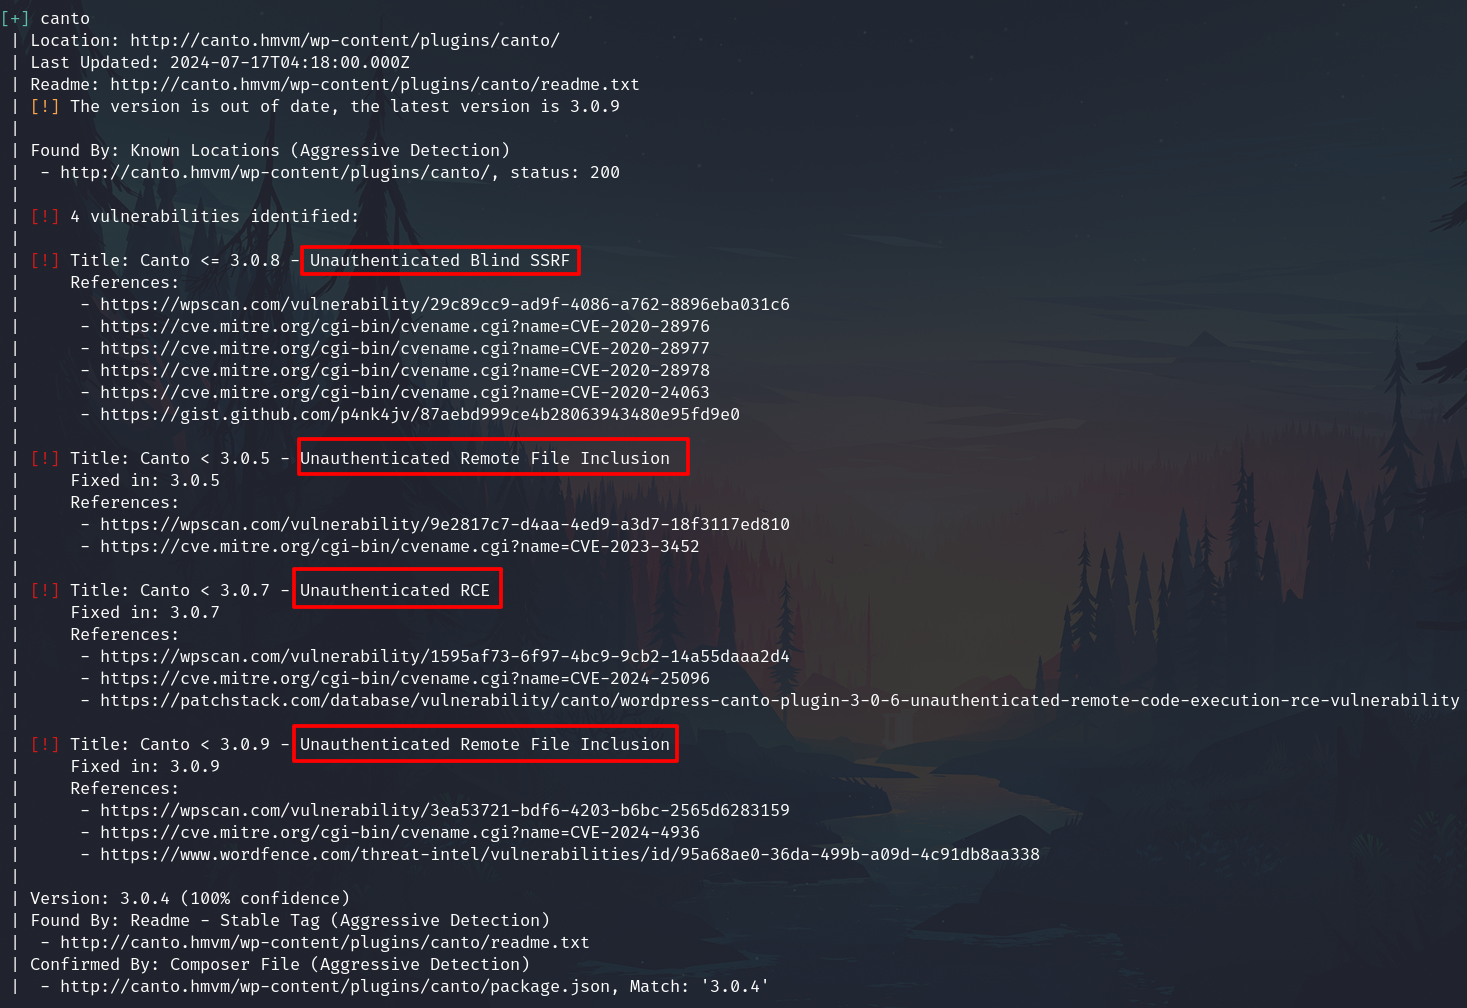 [+] canto
| Location: http://canto.hmvm/wp-content/plugins/canto/
| Last Updated: 2024-07-17T04:18:00.000Z
| Readme: http://canto.hmvm/wp-content/plugins/canto/readme.txt
| [!] The version is out of date, the latest version is 3.0.9
|
| Found By: Known Locations (Aggressive Detection)
|  - http://canto.hmvm/wp-content/plugins/canto/, status: 200
|
| [!] 4 vulnerabilities identified:
|
| [!] Title: Canto <= 3.0.8 - Unauthenticated Blind SSRF
|     References:
|      - https://wpscan.com/vulnerability/29c89cc9-ad9f-4086-a762-8896eba031c6
|      - https://cve.mitre.org/cgi-bin/cvename.cgi?name=CVE-2020-28976
|      - https://cve.mitre.org/cgi-bin/cvename.cgi?name=CVE-2020-28977
|      - https://cve.mitre.org/cgi-bin/cvename.cgi?name=CVE-2020-28978
|      - https://cve.mitre.org/cgi-bin/cvename.cgi?name=CVE-2020-24063
|      - https://gist.github.com/p4nk4jv/87aebd999ce4b28063943480e95fd9e0
|
| [!] Title: Canto < 3.0.5 - Unauthenticated Remote File Inclusion
|     Fixed in: 3.0.5
|     References:
|      - https://wpscan.com/vulnerability/9e2817c7-d4aa-4ed9-a3d7-18f3117ed810
|      - https://cve.mitre.org/cgi-bin/cvename.cgi?name=CVE-2023-3452
|
| [!] Title: Canto < 3.0.7 - Unauthenticated RCE
|     Fixed in: 3.0.7
|     References:
|      - https://wpscan.com/vulnerability/1595af73-6f97-4bc9-9cb2-14a55daaa2d4
|      - https://cve.mitre.org/cgi-bin/cvename.cgi?name=CVE-2024-25096
|      - https://patchstack.com/database/vulnerability/canto/wordpress-canto-plugin-3-0-6-unauthenticated-remote-code-execution-rce-vulnerability
|
| [!] Title: Canto < 3.0.9 - Unauthenticated Remote File Inclusion
|     Fixed in: 3.0.9
|     References:
|      - https://wpscan.com/vulnerability/3ea53721-bdf6-4203-b6bc-2565d6283159
|      - https://cve.mitre.org/cgi-bin/cvename.cgi?name=CVE-2024-4936
|      - https://www.wordfence.com/threat-intel/vulnerabilities/id/95a68ae0-36da-499b-a09d-4c91db8aa338
|
| Version: 3.0.4 (100% confidence)
| Found By: Readme - Stable Tag (Aggressive Detection)
|  - http://canto.hmvm/wp-content/plugins/canto/readme.txt
| Confirmed By: Composer File (Aggressive Detection)
|  - http://canto.hmvm/wp-content/plugins/canto/package.json, Match: '3.0.4'